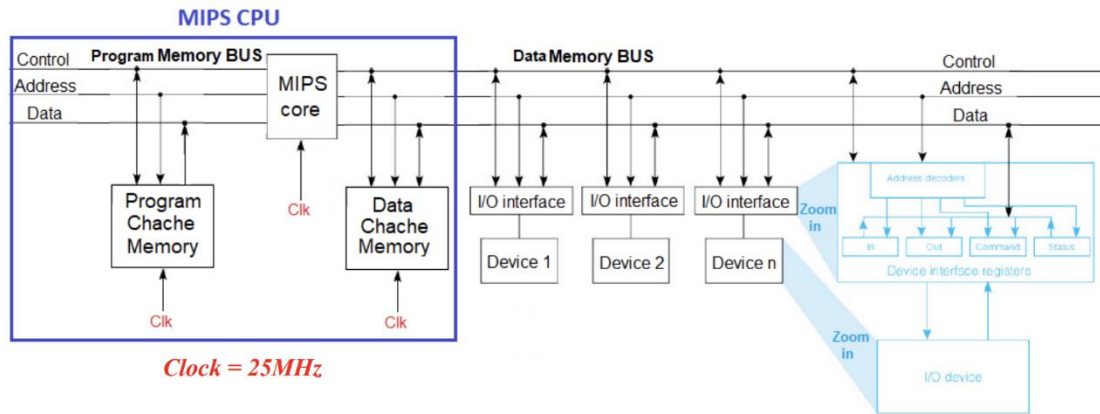 MIPS CPU
Program Memory BUS
Data Memory BUS
Control
Address
Data
MIPS
core
Control
Address
Data
Clk
Program
Chache
Memory
Clk
Data
Chache
Memory
Clk
I/O interface
I/O interface
I/O interface
Device 1
Device 2
Device n
Zoom
in
Address decoders
In
Out
Command
Status
Device interface registers
Zoom
in
I/O device
Clock = 25MHz